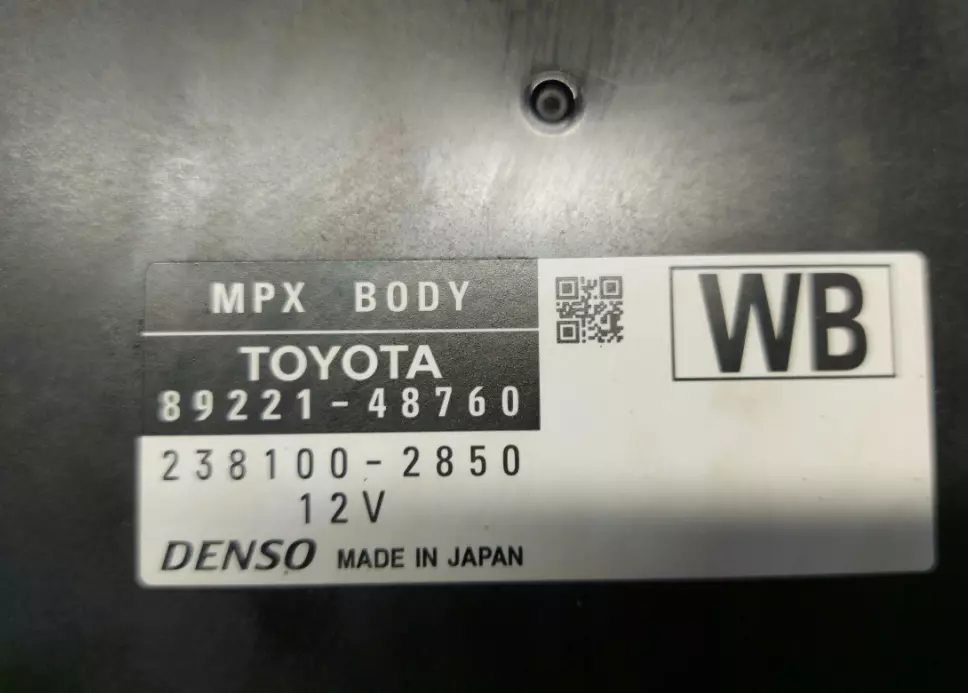 MPX BODY
TOYOTA
89221-48760
238100-2850
12V
DENSO MADE IN JAPAN
WB